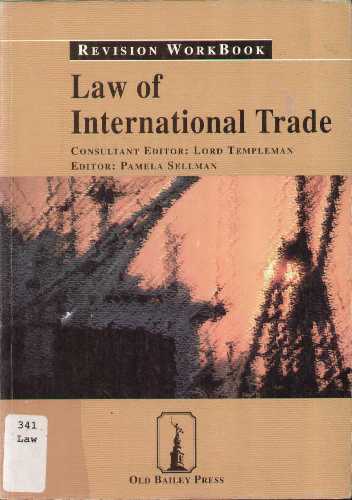 REVISION WORKBOOK
Law of
International Trade
CONSULTANT EDITOR: LORD TEMPLEMAN
EDITOR: PAMELA SELLMAN
341
Law
OLD BAILEY PRESS